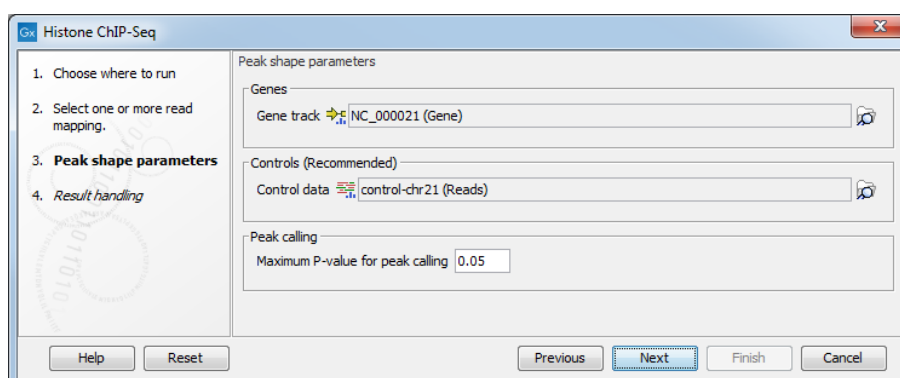 Gx Histone ChIP-Seq
1. Choose where to run
2. Select one or more read
mapping.
3. Peak shape parameters
4. Result handling
Peak shape parameters
Genes
Gene track NC_000021 (Gene)
Controls (Recommended)
Control data control-chr21 (Reads)
Peak calling
Maximum P-value for peak calling 0.05
Help Reset Previous Next Finish Cancel